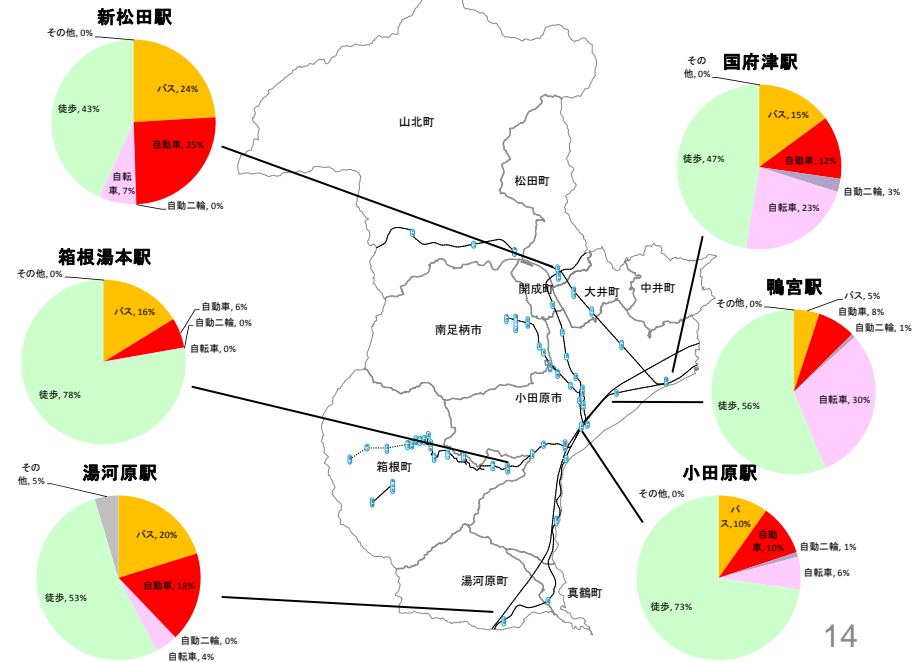 新松田駅
その他, 0%
バス, 24%
自動車, 25%
自動二輪, 0%
自転
車, 7%
徒歩, 43%
箱根湯本駅
その他, 0%
バス, 16%
自動車, 6%
自動二輪, 0%
自転車, 0%
徒歩, 78%
湯河原駅
その
他, 5%
バス, 20%
自動車, 18%
自動二輪, 0%
自転車, 4%
徒歩, 53%
山北町
松田町
開成町
大井町
中井町
南足柄市
小田原市
箱根町
湯河原町
真鶴町
国府津駅
その
他, 0%
バス, 15%
自動車, 12%
自動二輪, 3%
自転車, 23%
徒歩, 47%
鴨宮駅
その他, 0%
バス, 5%
自動車, 8%
自動二輪, 1%
自転車, 30%
徒歩, 56%
小田原駅
その他, 0%
バ
ス, 10%
自動
車, 10%
自動二輪, 1%
自転車, 6%
徒歩, 73%
14